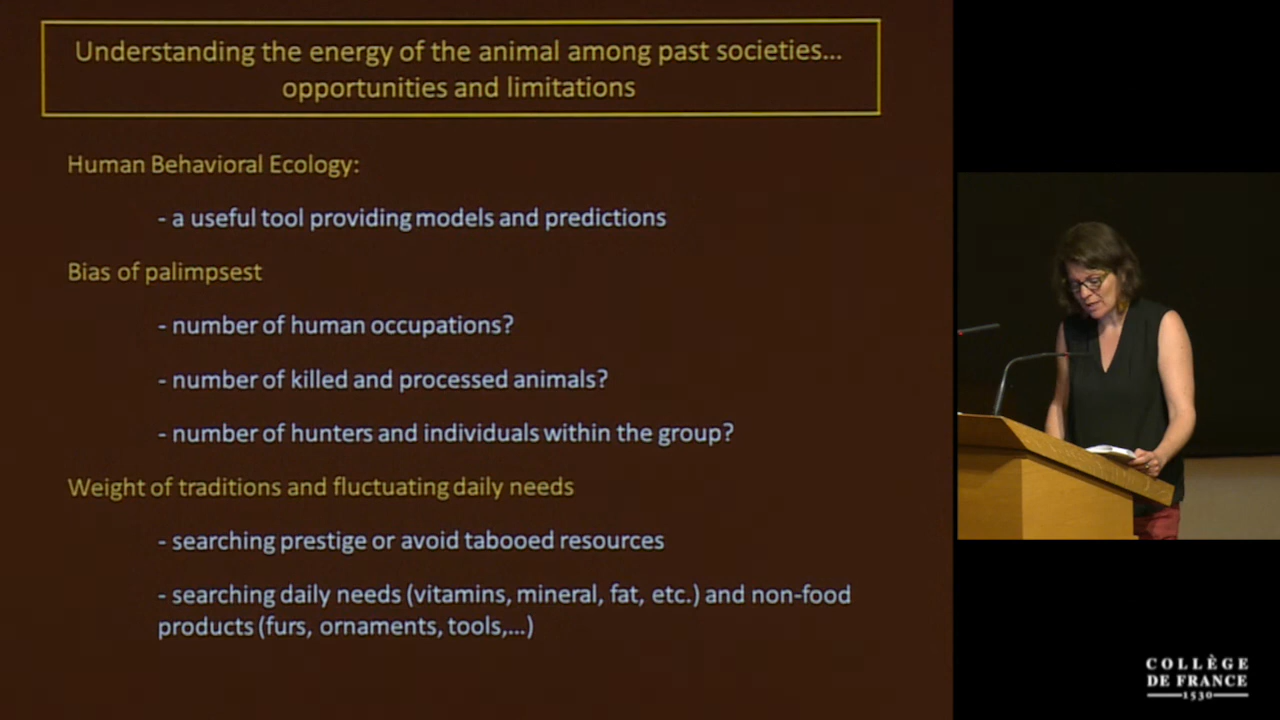 Understanding the energy of the animal among past societies...
opportunities and limitations
Human Behavioral Ecology:
- a useful tool providing models and predictions
Bias of palimpsest
- number of human occupations?
- number of killed and processed animals?
- number of hunters and individuals within the group?
Weight of traditions and fluctuating daily needs
- searching prestige or avoid tabooed resources
- searching daily needs (vitamins, mineral, fat, etc.) and non-food
products (furs, ornaments, tools,...)
COLLÈGE
DE FRANCE
1530